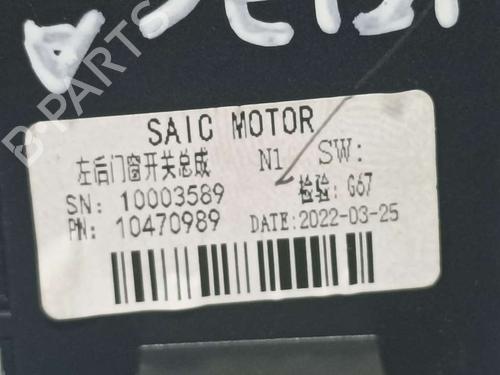 SAIC MOTOR
左后门窗开关总成 N1 SW:
SN: 10003589 检验: G67
PN: 10470989 DATE:2022-03-25
B-PARTS